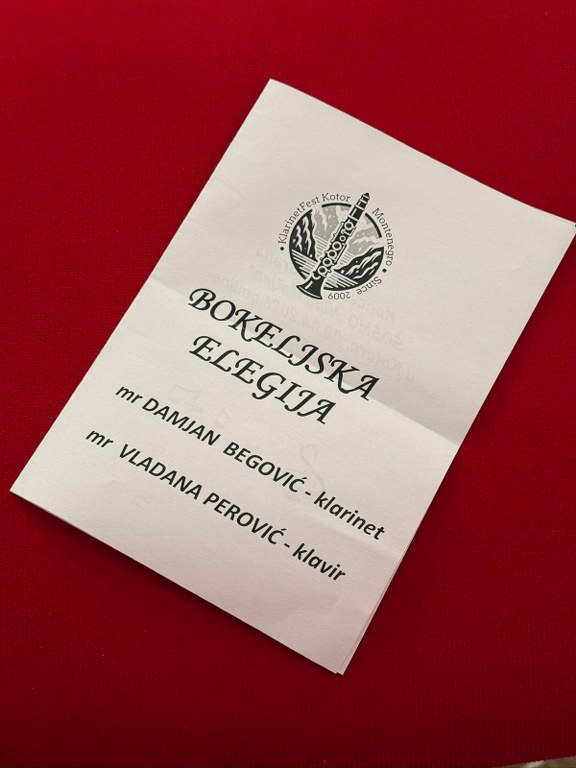 • KlarinetFest Kotor Montenegro • Since 2009
BOKELJSKA
ELEGIJA
mr DAMJAN BEGOVIĆ - klarinet
mr VLADANA PEROVIĆ - klavir